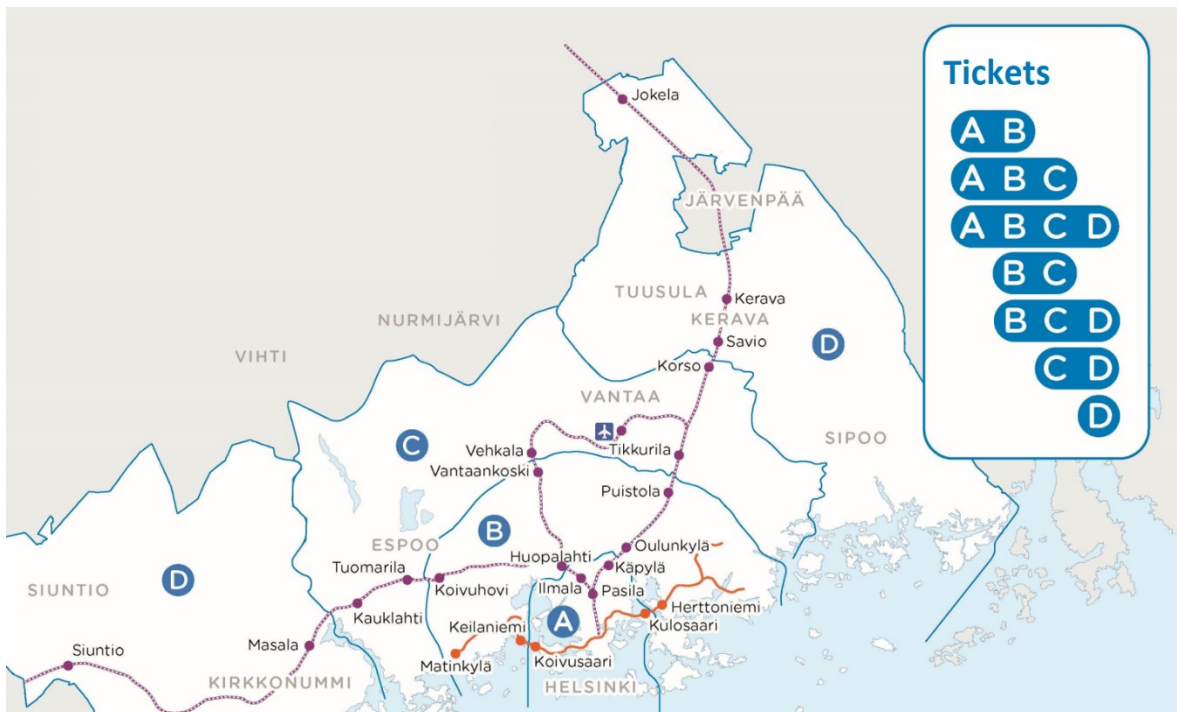 Tickets
A B
A B C
A B C D
B C
B C D
C D
D
Jokela
JÄRVENPÄÄ
TUUSULA
Kerava
KERAVA
NURMIJÄRVI
Savio
D
VIHTI
Korso
VANTAA
C
Vehkala
Tikkurila
SIPOO
Vantaankoski
Puistola
B
ESPOO
Huopalahti
Oulunkylä
Tuomarila
Käpylä
Koivuhovi
Ilmala
Pasila
SIUNTIO
D
Kauklahti
Herttoniemi
Keilaniemi
A
Kulosaari
Masala
Siuntio
Matinkylä
Koivusaari
KIRKKONUMMI
HELSINKI